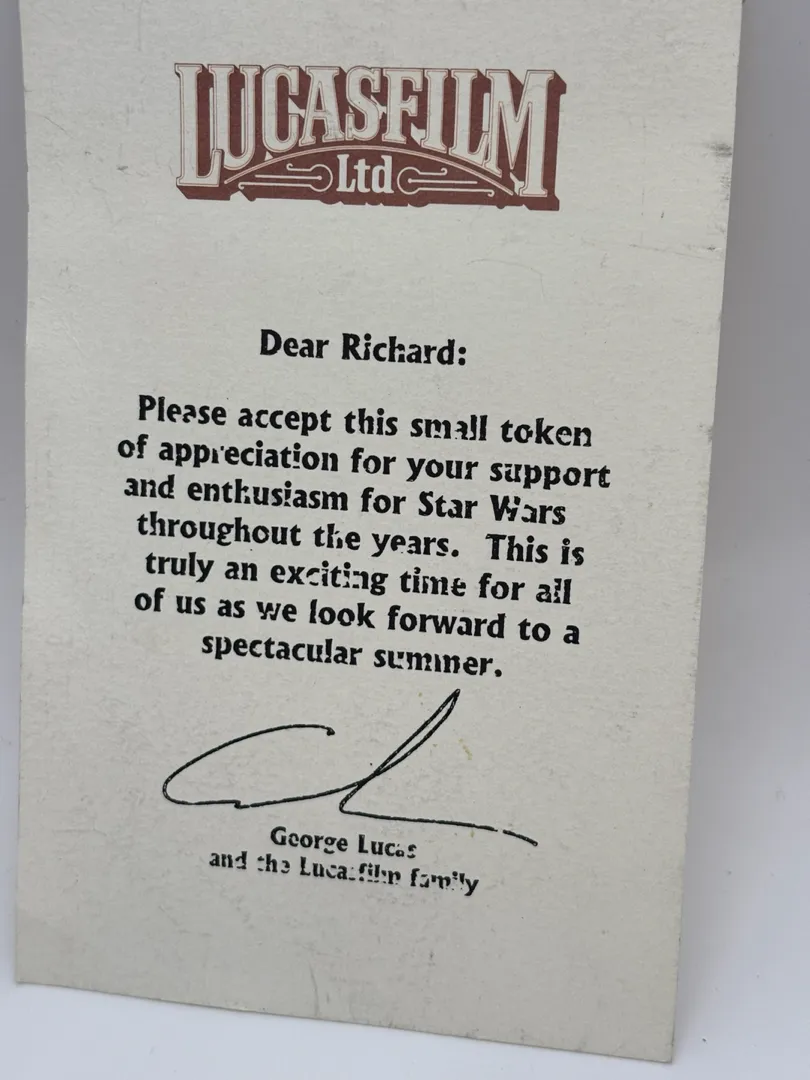 LUCASFILM
Ltd
Dear Richard:
Please accept this small token
of appreciation for your support
and enthusiasm for Star Wars
throughout the years. This is
truly an exciting time for all
of us as we look forward to a
spectacular summer.
George Lucas
and the Lucasfilm family